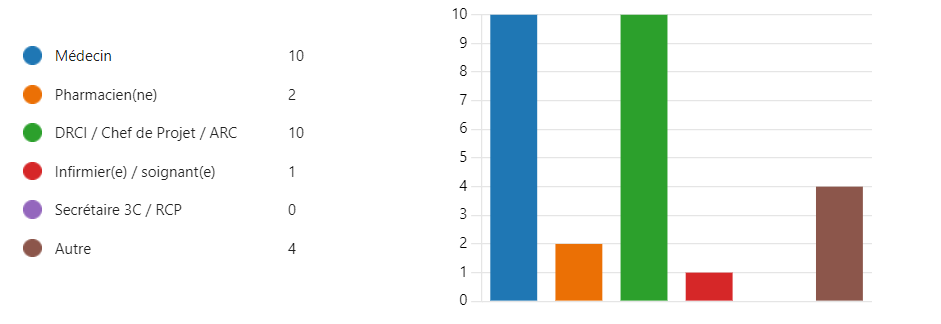 Médecin 10
Pharmacien(ne) 2
DRCI / Chef de Projet / ARC 10
Infirmier(e) / soignant(e) 1
Secrétaire 3C / RCP 0
Autre 4
10
9
8
7
6
5
4
3
2
1
0